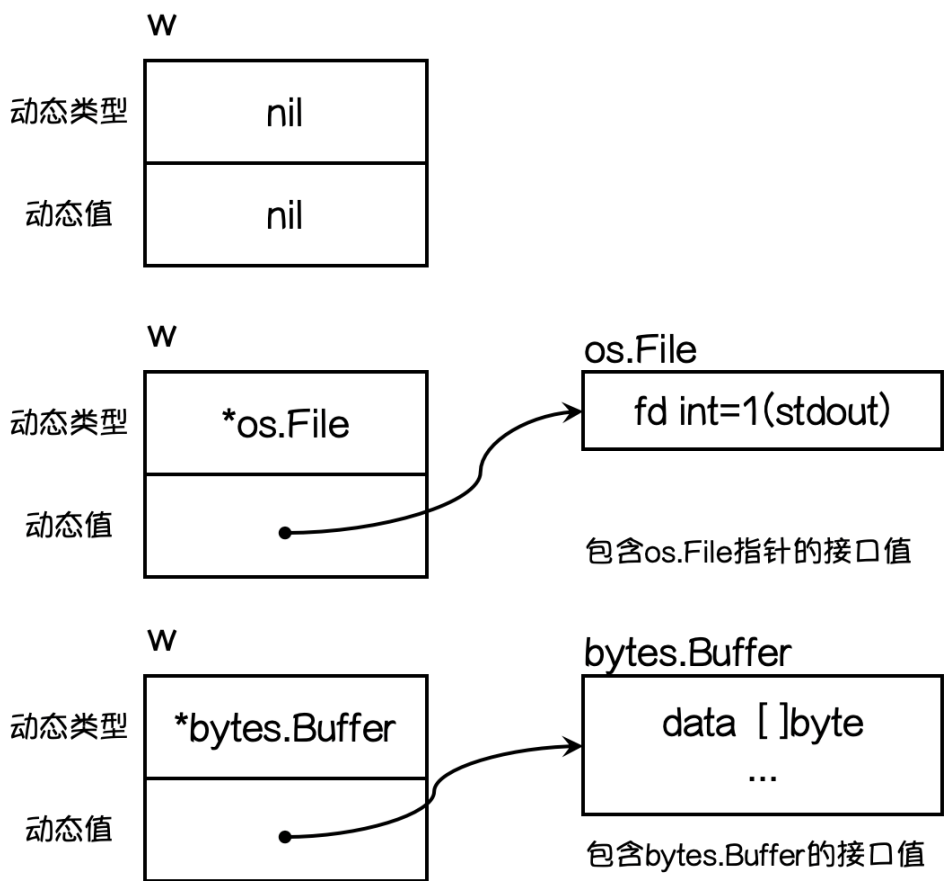 w
动态类型 nil
动态值 nil
w
os.File
动态类型 *os.File
fd int=1(stdout)
动态值
包含os.File指针的接口值
w
bytes.Buffer
动态类型 *bytes.Buffer
data [ ]byte
...
动态值
包含bytes.Buffer的接口值